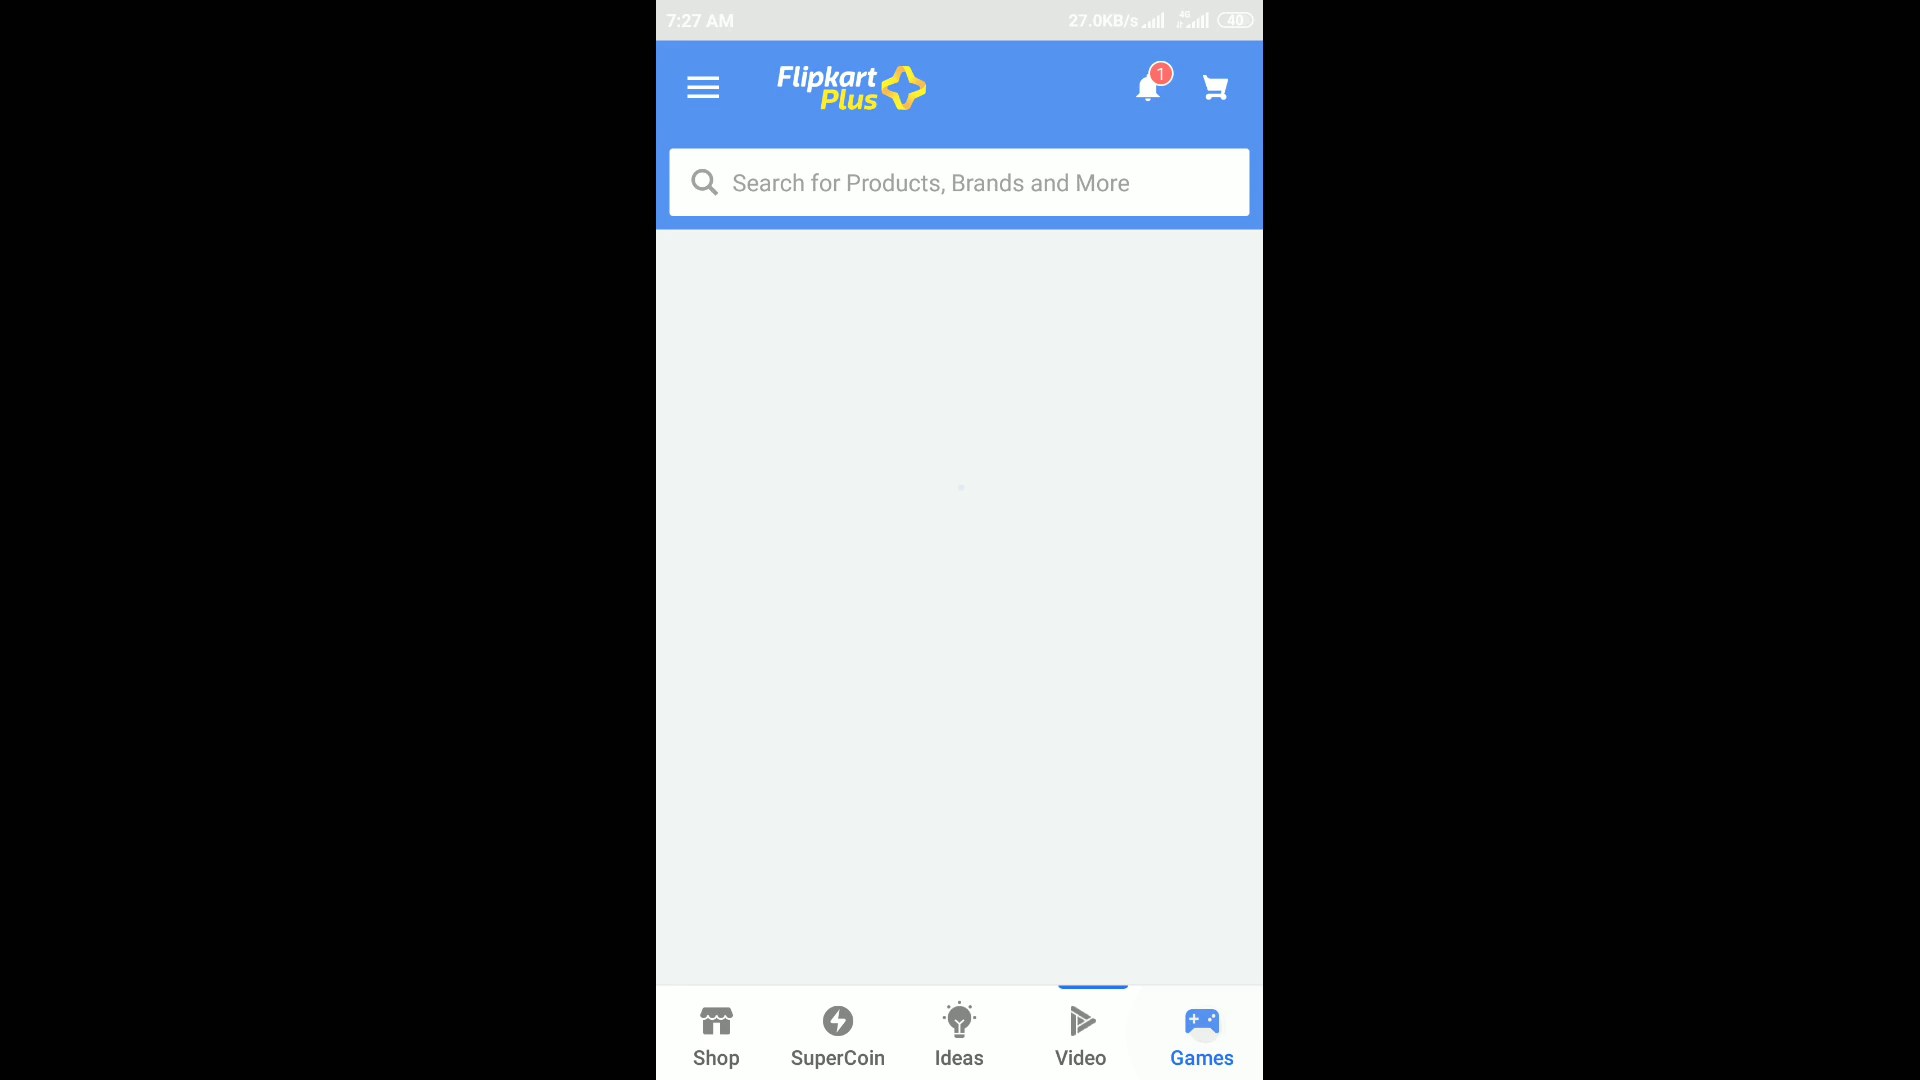 7:27 AM 27.0KB/s 4G 40
Flipkart
Plus
1
Search for Products, Brands and More
Shop SuperCoin Ideas Video Games